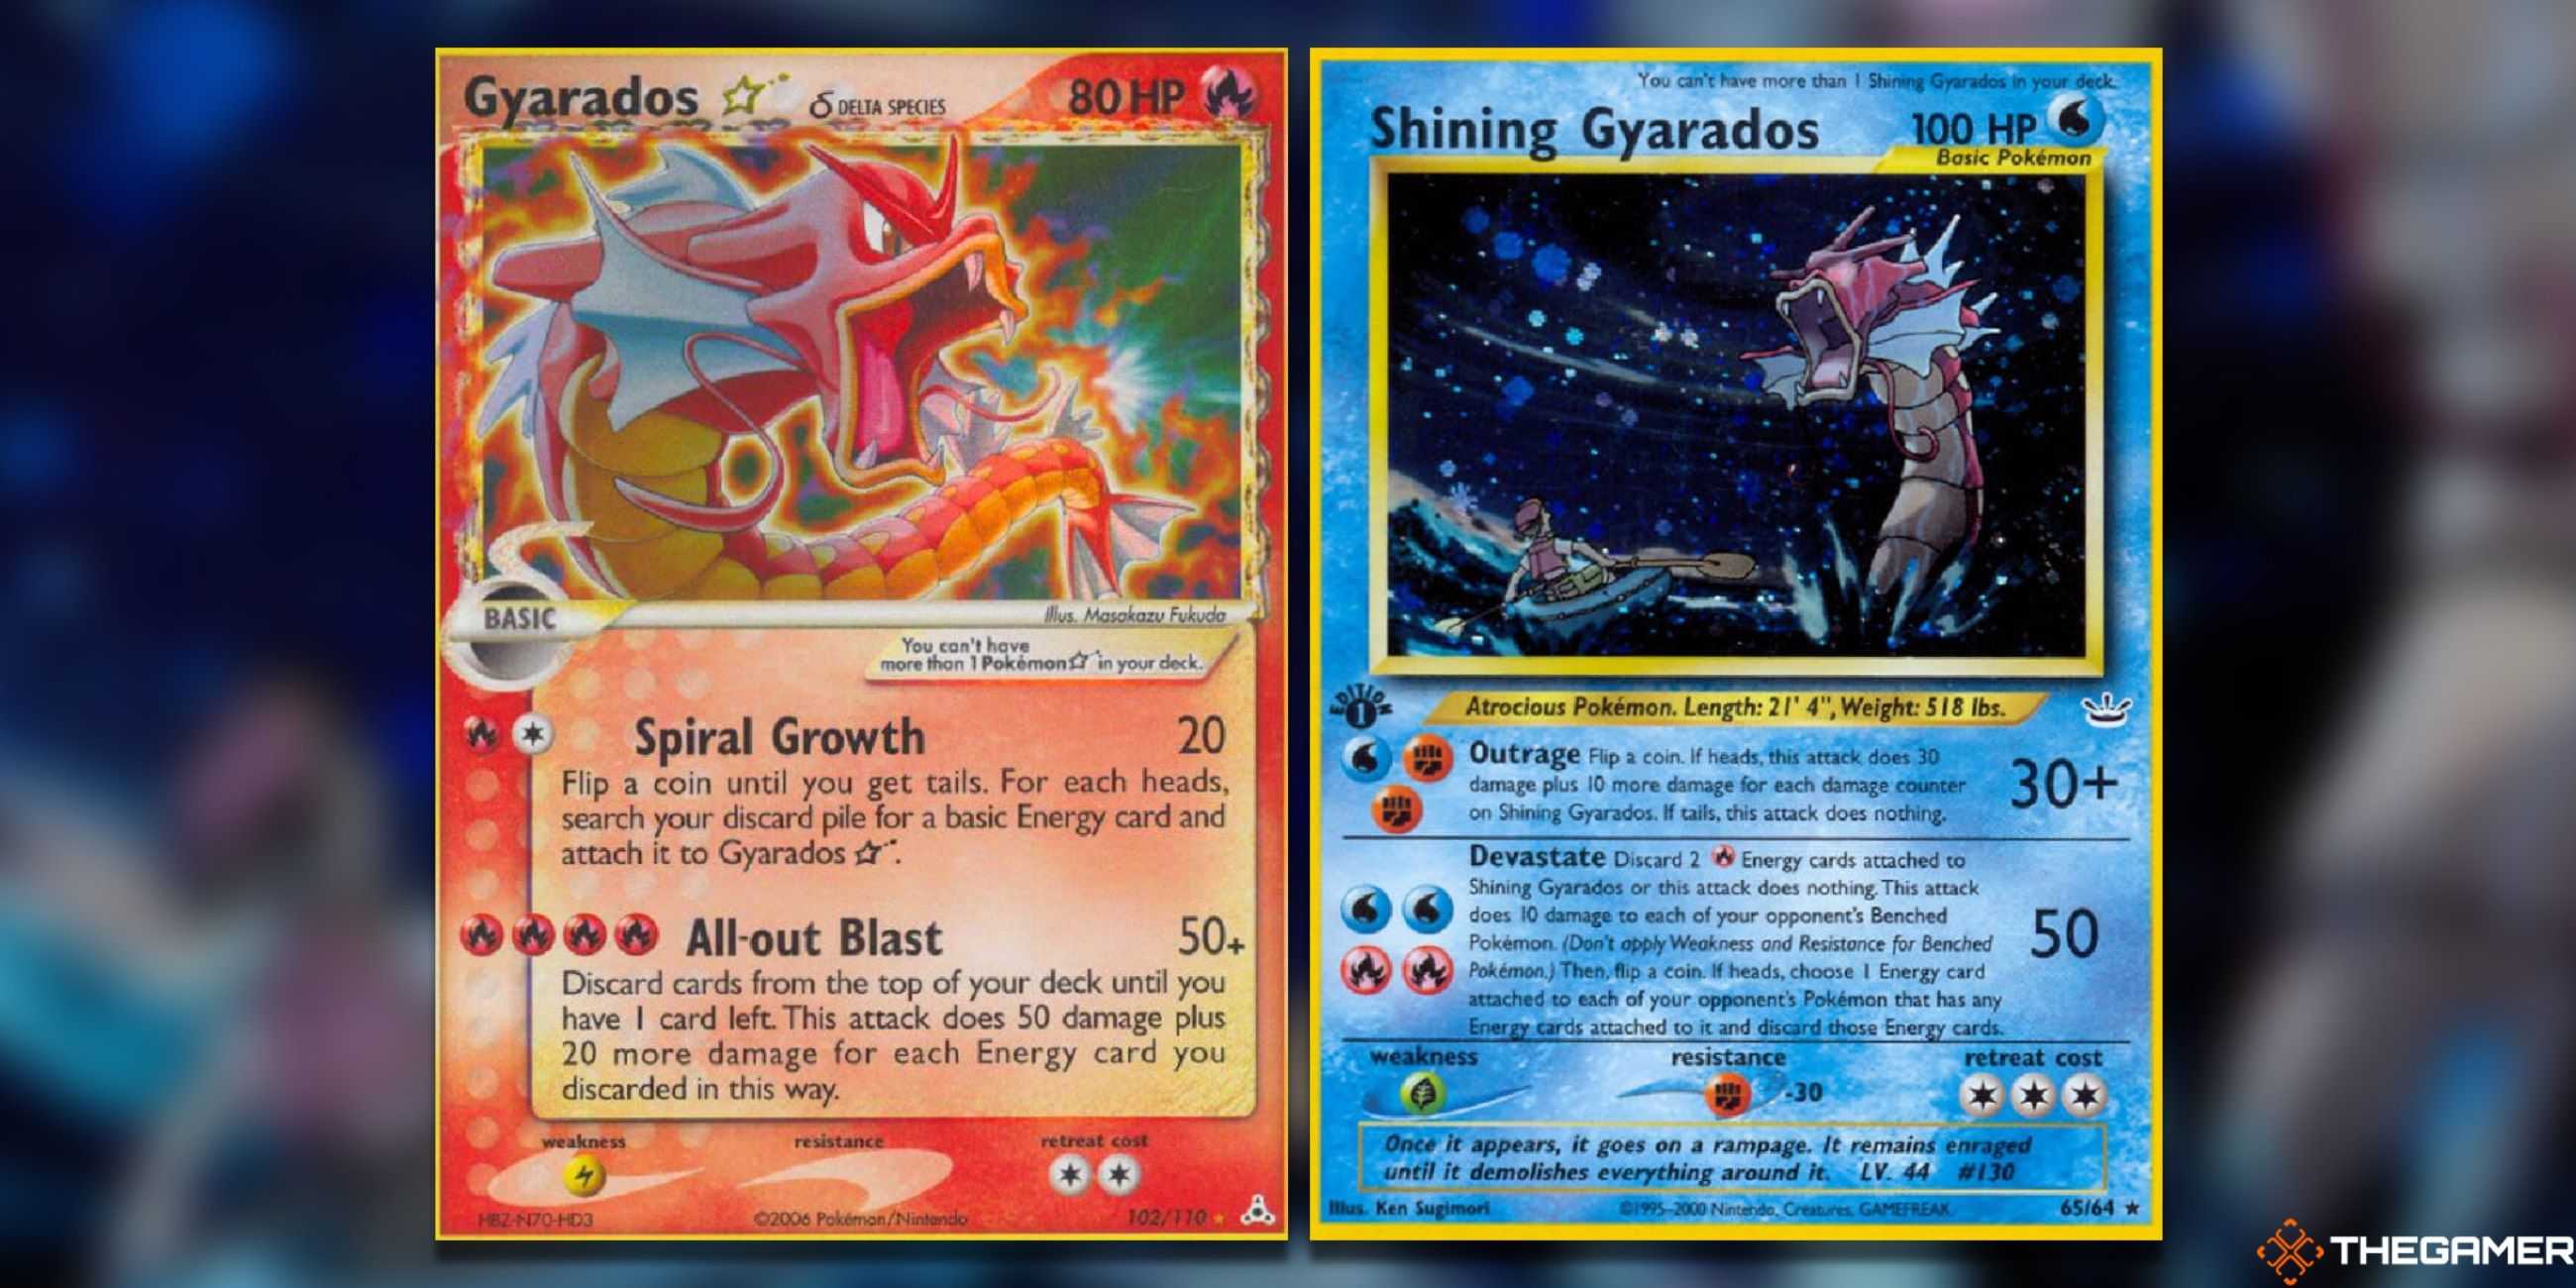 Gyarados ☆ δ DELTA SPECIES 80 HP
BASIC
Illus. Masakazu Fukuda
You can't have
more than 1 Pokémon☆ in your deck.
Spiral Growth 20
Flip a coin until you get tails. For each heads,
search your discard pile for a basic Energy card and
attach it to Gyarados ☆.
All-out Blast 50+
Discard cards from the top of your deck until you
have 1 card left. This attack does 50 damage plus
20 more damage for each Energy card you
discarded in this way.
weakness resistance retreat cost
HBZ-N70-HD3 ©2006 Pokémon/Nintendo 102/110
You can't have more than 1 Shining Gyarados in your deck.
Shining Gyarados 100 HP
Basic Pokémon
EDITION 1
Atrocious Pokémon. Length: 21' 4", Weight: 518 lbs.
Outrage Flip a coin. If heads, this attack does 30
damage plus 10 more damage for each damage counter
on Shining Gyarados. If tails, this attack does nothing.
30+
Devastate Discard 2 Energy cards attached to
Shining Gyarados or this attack does nothing. This attack
does 10 damage to each of your opponent's Benched
Pokémon. (Don't apply Weakness and Resistance for Benched
Pokémon.) Then, flip a coin. If heads, choose 1 Energy card
attached to each of your opponent's Pokémon that has any
Energy cards attached to it and discard those Energy cards.
50
weakness resistance retreat cost
-30
Once it appears, it goes on a rampage. It remains enraged
until it demolishes everything around it. LV. 44 #130
Illus. Ken Sugimori ©1995-2000 Nintendo, Creatures, GAMEFREAK. 65/64 ★
THEGAMER